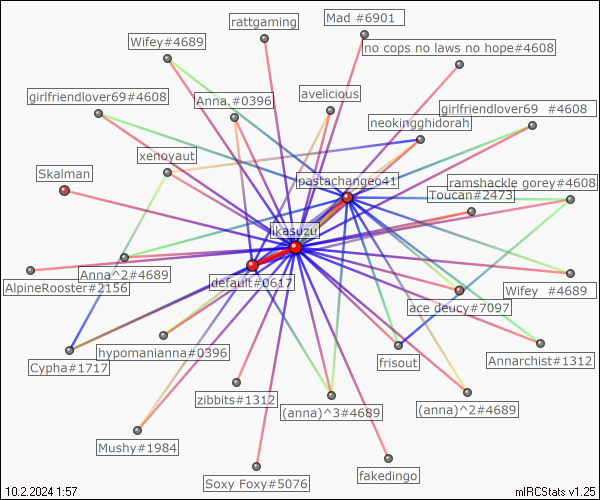 rattgaming
Mad #6901
Wifey#4689
no cops no laws no hope#4608
girlfriendlover69#4608
Anna.#0396
avelicious
girlfriendlover69 #4608
neokingghidorah
xenoyaut
Skalman
pastachangeo41
ramshackle gorey#4608
Toucan#2473
likasuzu
Anna^2#4689
AlpineRooster#2156
default#0617
Wifey #4689
ace deucy#7097
hypomanianna#0396
Cypha#1717
frisout
Annarchist#1312
zibbits#1312
(anna)^3#4689
(anna)^2#4689
Mushy#1984
Soxy Foxy#5076
fakedingo
10.2.2024 1:57
mIRCStats v1.25